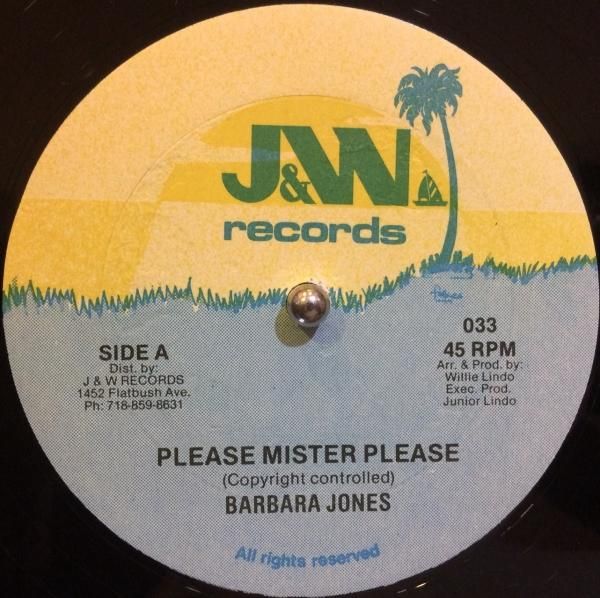 J&W
records
SIDE A
Dist. by:
J & W RECORDS
1452 Flatbush Ave.
Ph: 718-859-8631
033
45 RPM
Arr. & Prod. by:
Willie Lindo
Exec. Prod.
Junior Lindo
PLEASE MISTER PLEASE
(Copyright controlled)
BARBARA JONES
All rights reserved